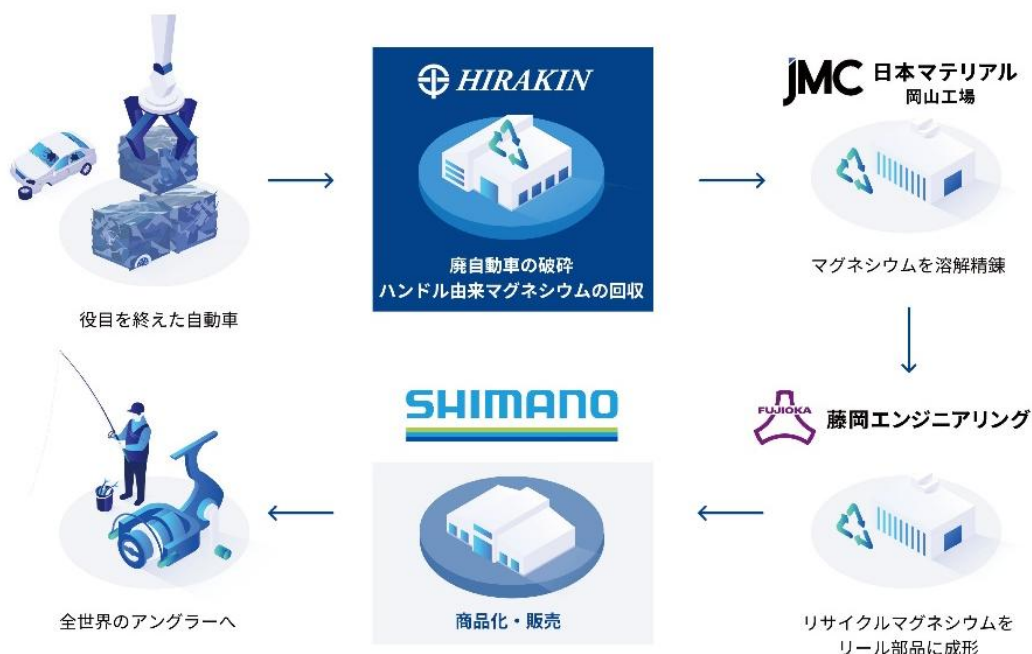 HIRAKIN
JMC 日本マテリアル
岡山工場
廃自動車の破砕
ハンドル由来マグネシウムの回収
マグネシウムを溶解精錬
役目を終えた自動車
SHIMANO
FUJIOKA
藤岡エンジニアリング
全世界のアングラーへ
商品化・販売
リサイクルマグネシウムを
リール部品に成形